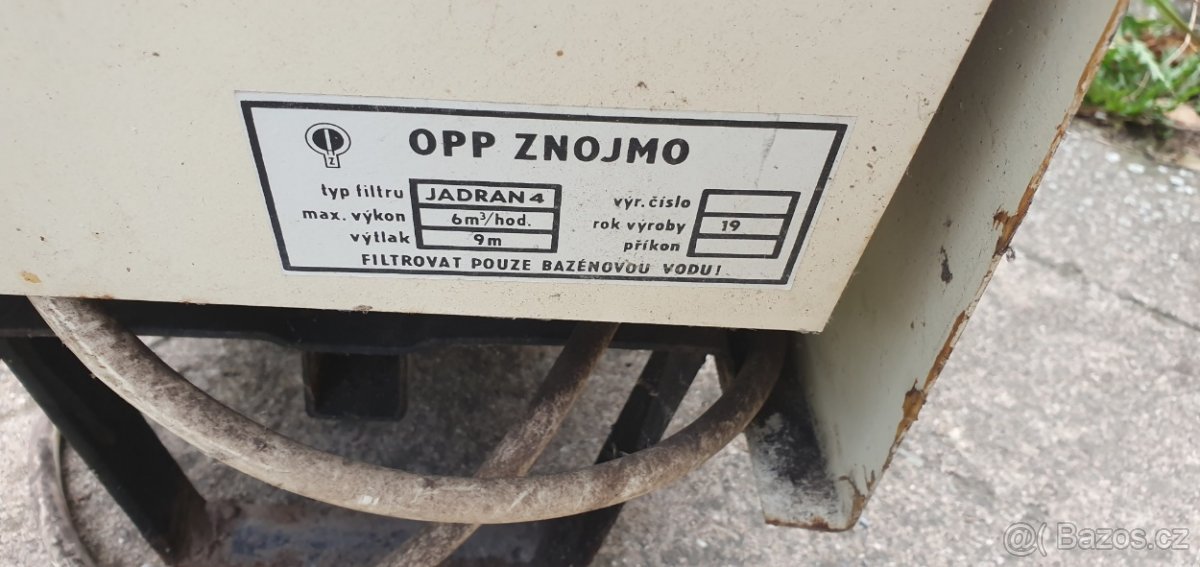 OPP ZNOJMO
Z
typ filtru JADRAN 4
max. výkon 6m³/hod.
výtlak 9m
výr. číslo
rok výroby 19
příkon
FILTROVAT POUZE BAZÉNOVOU VODU!
@( Bazos.cz